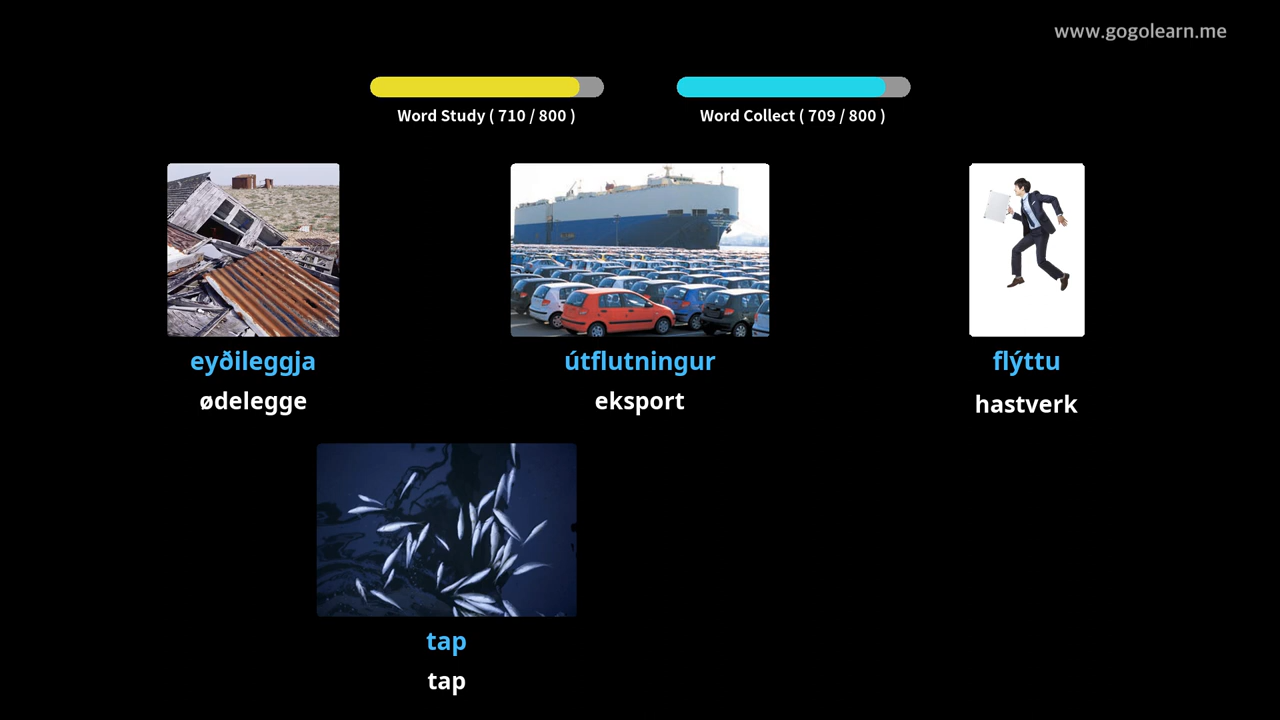 www.gogolearn.me
Word Study ( 710 / 800 )
Word Collect ( 709 / 800 )
eyðileggja
ødelegge
útflutningur
eksport
flýttu
hastverk
tap
tap